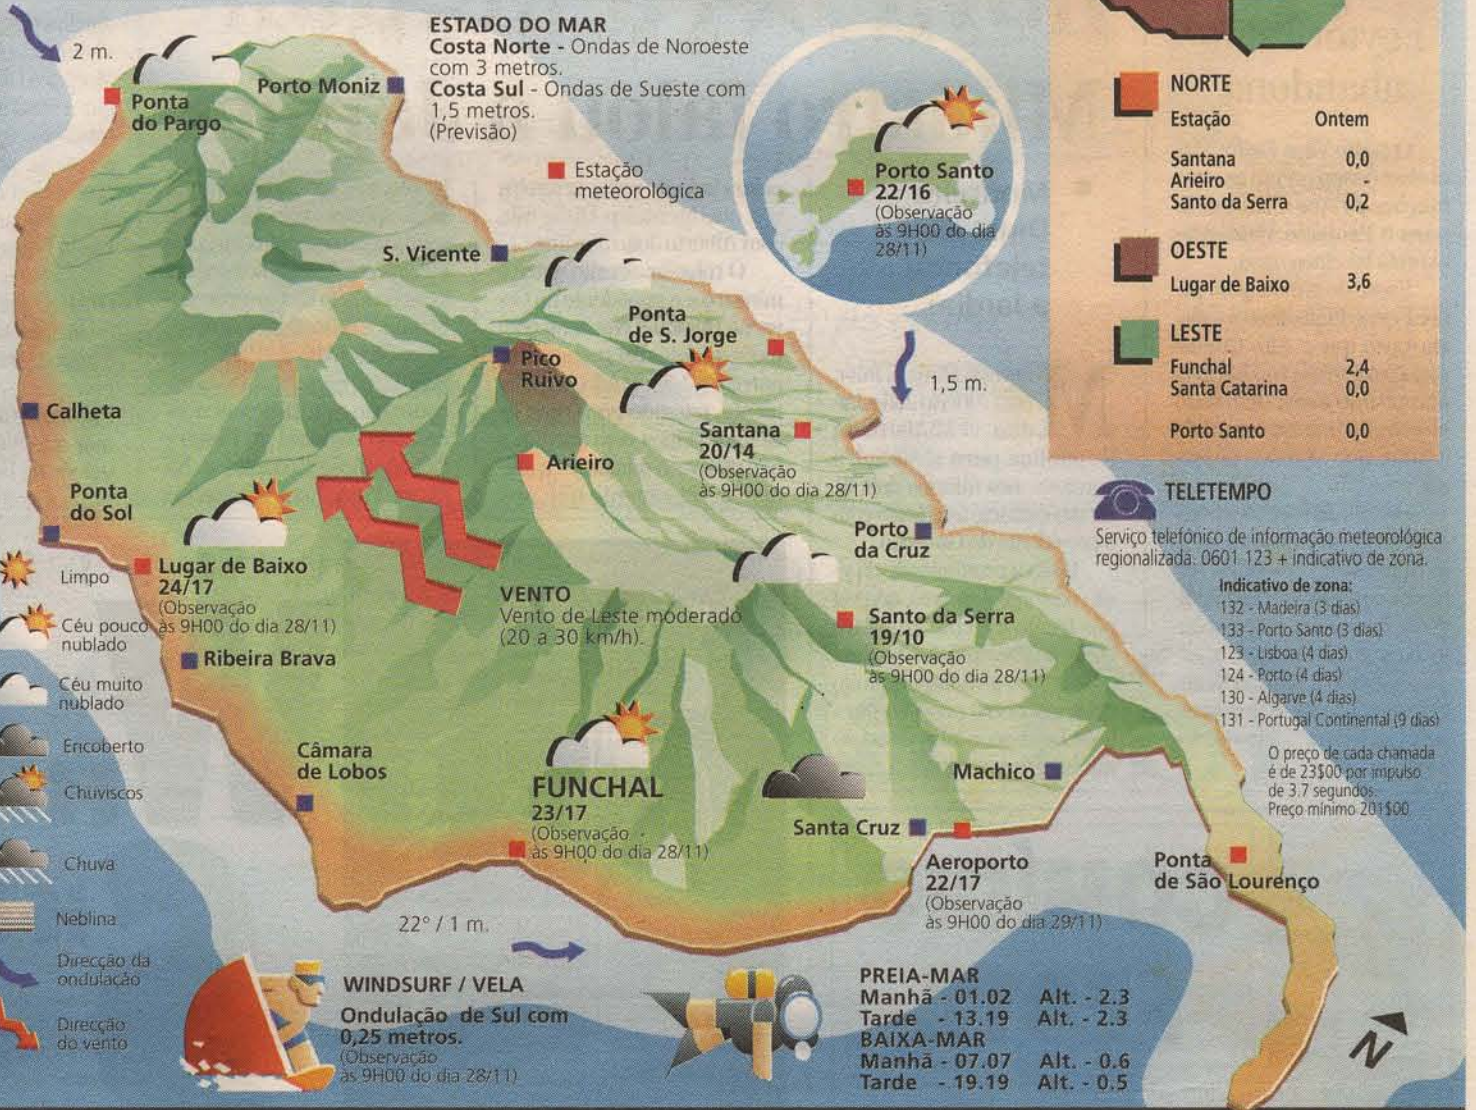 2 m.
Ponta
do Pargo
Porto Moniz
ESTADO DO MAR
Costa Norte - Ondas de Noroeste
com 3 metros.
Costa Sul - Ondas de Sueste com
1,5 metros.
(Previsão)
Estação
meteorológica
Porto Santo
22/16
(Observação
às 9H00 do dia
28/11)
S. Vicente
Ponta
de S. Jorge
Pico
Ruivo
1,5 m.
Calheta
Santana
20/14
(Observação
às 9H00 do dia 28/11)
Arieiro
Ponta
do Sol
Porto
da Cruz
Lugar de Baixo
24/17
(Observação
às 9H00 do dia 28/11)
VENTO
Vento de Leste moderado
(20 a 30 km/h).
Santo da Serra
19/10
(Observação
às 9H00 do dia 28/11)
Ribeira Brava
Câmara
de Lobos
FUNCHAL
23/17
(Observação
às 9H00 do dia 28/11)
Machico
Santa Cruz
Aeroporto
22/17
(Observação
às 9H00 do dia 29/11)
Ponta
de São Lourenço
22° / 1 m.
Limpo
Céu pouco
nublado
Céu muito
nublado
Encoberto
Chuviscos
Chuva
Neblina
Direcção da
ondulação
Direcção
do vento
WINDSURF / VELA
Ondulação de Sul com
0,25 metros.
(Observação
às 9H00 do dia 28/11)
PREIA-MAR
Manhã - 01.02 Alt. - 2.3
Tarde - 13.19 Alt. - 2.3
BAIXA-MAR
Manhã - 07.07 Alt. - 0.6
Tarde - 19.19 Alt. - 0.5
N
NORTE
Estação Ontem
Santana 0,0
Arieiro -
Santo da Serra 0,2
OESTE
Lugar de Baixo 3,6
LESTE
Funchal 2,4
Santa Catarina 0,0
Porto Santo 0,0
TELETEMPO
Serviço telefónico de informação meteorológica
regionalizada. 0601 123 + indicativo de zona.
Indicativo de zona:
132 - Madeira (3 dias)
133 - Porto Santo (3 dias)
123 - Lisboa (4 dias)
124 - Porto (4 dias)
130 - Algarve (4 dias)
131 - Portugal Continental (9 dias)
O preço de cada chamada
é de 23$00 por impulso
de 3.7 segundos.
Preço mínimo 201$00